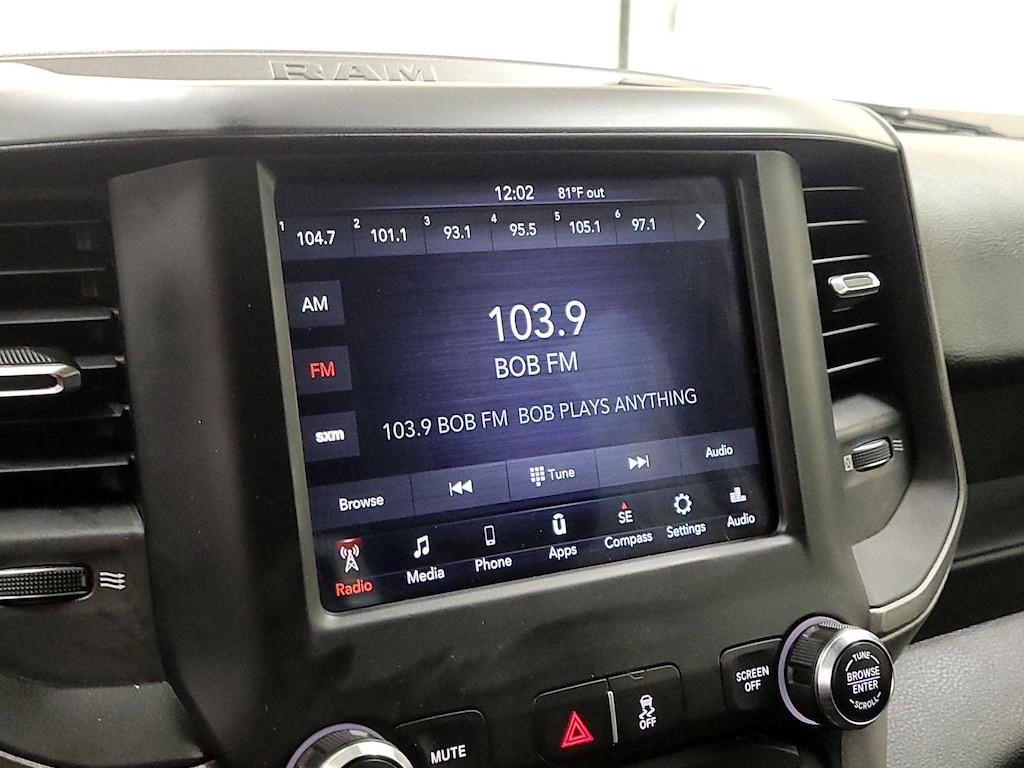 RAM
12:02 81°F out
1 104.7 2 101.1 3 93.1 4 95.5 5 105.1 6 97.1
AM
103.9
BOB FM
FM
103.9 BOB FM BOB PLAYS ANYTHING
sxm
Browse Tune Audio
SE
Radio Media Phone Apps Compass Settings Audio
SCREEN
OFF
TUNE
BROWSE
ENTER
SCROLL
OFF
MUTE